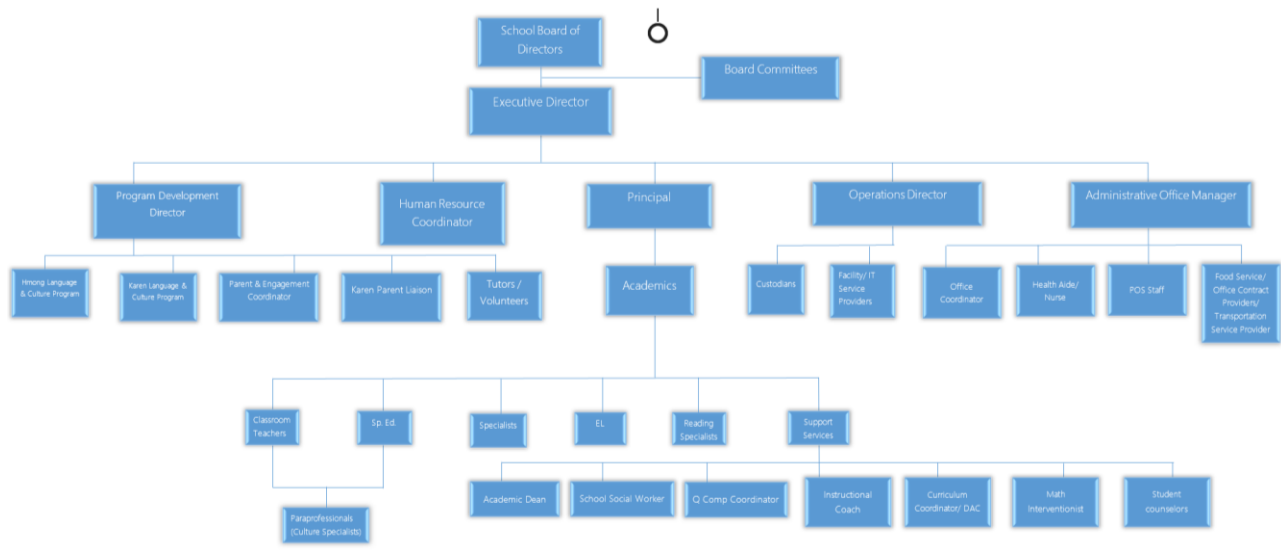 School Board of
Directors
Board Committees
Executive Director
Program Development
Director
Human Resource
Coordinator
Principal
Operations Director
Administrative Office Manager
Hmong Language
& Culture Program
Karen Language &
Culture Program
Parent & Engagement
Coordinator
Karen Parent Liaison
Tutors /
Volunteers
Academics
Custodians
Facility/ IT
Service
Providers
Office
Coordinator
Health Aide/
Nurse
POS Staff
Food Service/
Office Contract
Providers/
Transportation
Service Provider
Classroom
Teachers
Sp. Ed.
Specialists
EL
Reading
Specialists
Support
Services
Paraprofessionals
(Culture Specialists)
Academic Dean
School Social Worker
Q Comp Coordinator
Instructional
Coach
Curriculum
Coordinator/ DAC
Math
Interventionist
Student
counselors